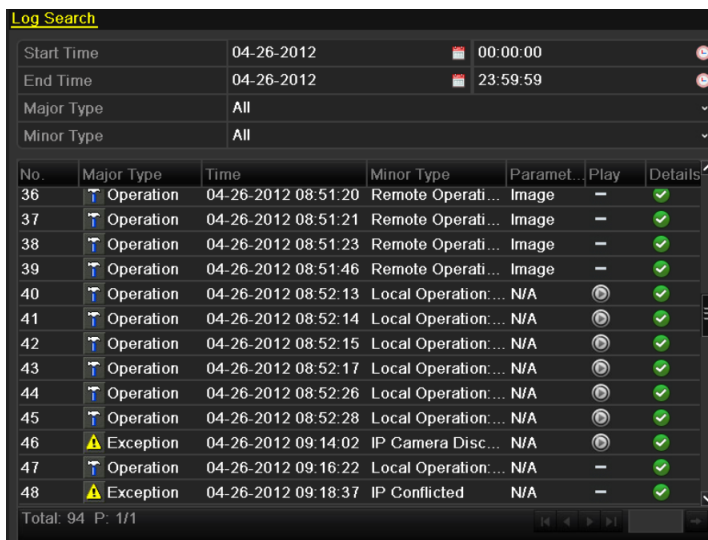 Log Search
Start Time 04-26-2012 00:00:00
End Time 04-26-2012 23:59:59
Major Type All
Minor Type All
No. Major Type Time Minor Type Paramet... Play Details
36 Operation 04-26-2012 08:51:20 Remote Operati... Image –
37 Operation 04-26-2012 08:51:21 Remote Operati... Image –
38 Operation 04-26-2012 08:51:23 Remote Operati... Image –
39 Operation 04-26-2012 08:51:46 Remote Operati... Image –
40 Operation 04-26-2012 08:52:13 Local Operation:... N/A
41 Operation 04-26-2012 08:52:14 Local Operation:... N/A
42 Operation 04-26-2012 08:52:15 Local Operation:... N/A
43 Operation 04-26-2012 08:52:17 Local Operation:... N/A
44 Operation 04-26-2012 08:52:26 Local Operation:... N/A
45 Operation 04-26-2012 08:52:28 Local Operation:... N/A
46 Exception 04-26-2012 09:14:02 IP Camera Disc... N/A
47 Operation 04-26-2012 09:16:22 Local Operation:... N/A –
48 Exception 04-26-2012 09:18:37 IP Conflicted N/A –
Total: 94 P: 1/1